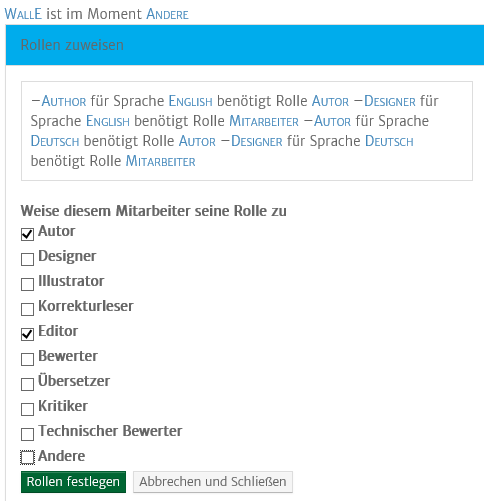 WallE ist im Moment Andere
Rollen zuweisen
–Author für Sprache English benötigt Rolle Autor –Designer für
Sprache English benötigt Rolle Mitarbeiter –Autor für Sprache
Deutsch benötigt Rolle Autor –Designer für Sprache Deutsch
benötigt Rolle Mitarbeiter
Weise diesem Mitarbeiter seine Rolle zu
Autor
Designer
Illustrator
Korrekturleser
Editor
Bewerter
Übersetzer
Kritiker
Technischer Bewerter
Andere
Rollen festlegen Abbrechen und Schließen